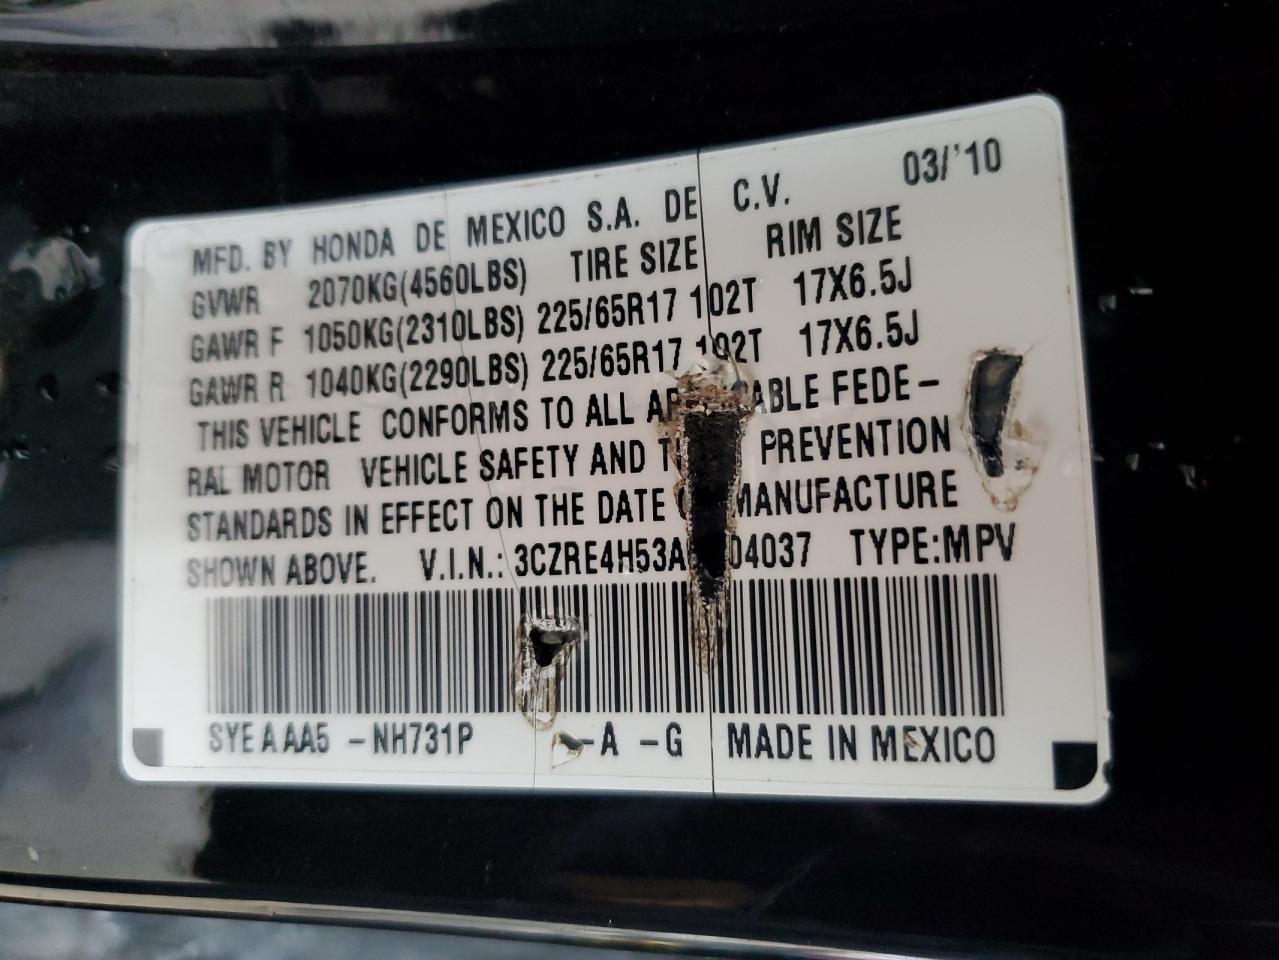 03/'10
MFD. BY HONDA DE MEXICO S.A. DE C.V.
GVWR 2070KG(4560LBS) TIRE SIZE RIM SIZE
GAWR F 1050KG(2310LBS) 225/65R17 102T 17X6.5J
GAWR R 1040KG(2290LBS) 225/65R17 102T 17X6.5J
THIS VEHICLE CONFORMS TO ALL FEDE-
RAL MOTOR VEHICLE SAFETY AND PREVENTION
STANDARDS IN EFFECT ON THE DATE MANUFACTURE
SHOWN ABOVE. V.I.N.: TYPE:MPV
SYE A AA5 -NH731P -A -G MADE IN MEXICO